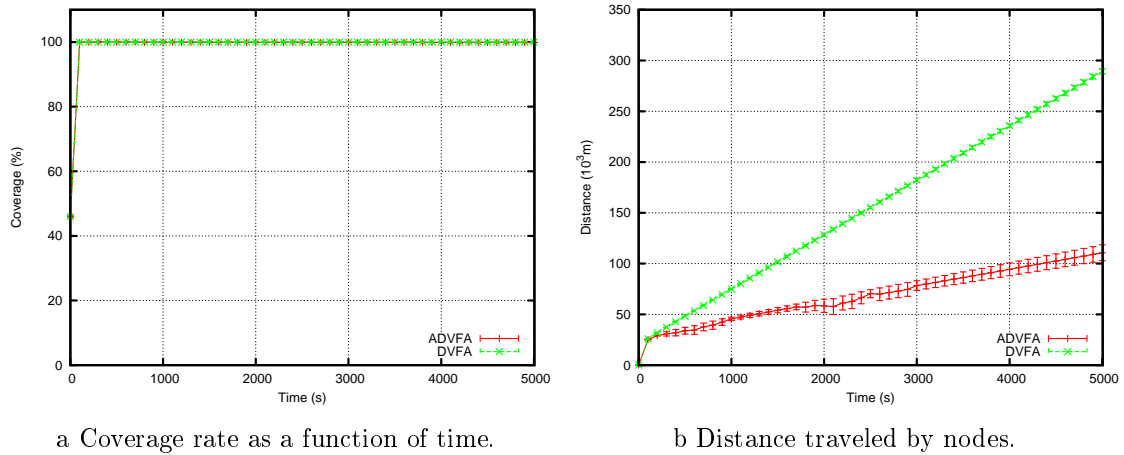 100
80
60
40
20
0
0
1000
2000
3000
4000
5000
Coverage (%)
Time (s)
ADVFA
DVFA
a Coverage rate as a function of time.
350
300
250
200
150
100
50
0
0
1000
2000
3000
4000
5000
Distance (10³m)
Time (s)
ADVFA
DVFA
b Distance traveled by nodes.